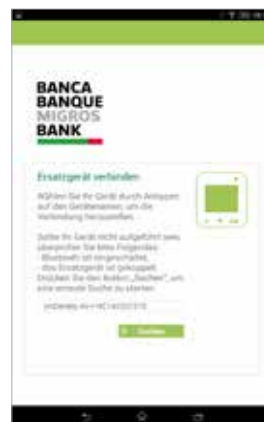 BANCA
BANQUE
MIGROS
BANK
Ersatzgerät verbinden
Wählen Sie Ihr Gerät durch Antippen
auf den Gerätenamen, um die
Verbindung herzustellen.
Sollte Ihr Gerät nicht aufgeführt sein,
überprüfen Sie bitte Folgendes:
- Bluetooth ist eingeschaltet,
- das Ersatzgerät ist gekoppelt.
Drücken Sie den Button „Suchen“, um
eine erneute Suche zu starten.
Suchen